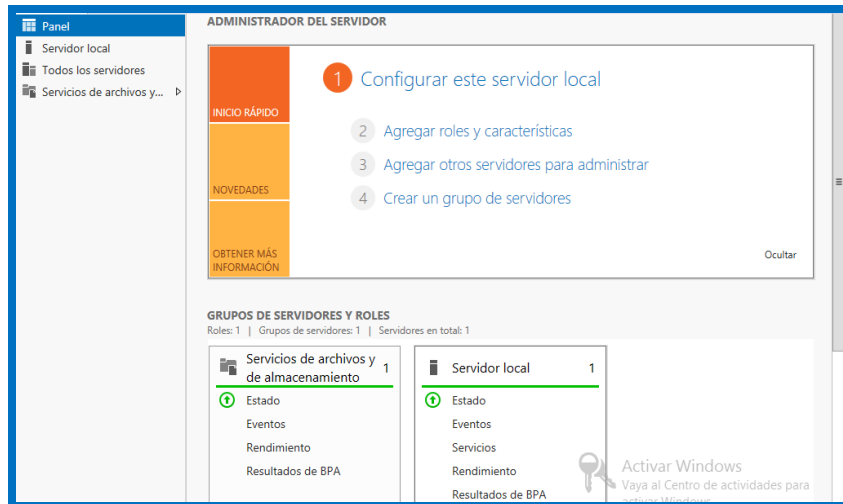 Panel
Servidor local
Todos los servidores
Servicios de archivos y...
ADMINISTRADOR DEL SERVIDOR
INICIO RÁPIDO
NOVEDADES
OBTENER MÁS
INFORMACIÓN
1 Configurar este servidor local
2 Agregar roles y características
3 Agregar otros servidores para administrar
4 Crear un grupo de servidores
Ocultar
GRUPOS DE SERVIDORES Y ROLES
Roles: 1 | Grupos de servidores: 1 | Servidores en total: 1
Servicios de archivos y
de almacenamiento 1
Estado
Eventos
Rendimiento
Resultados de BPA
Servidor local 1
Estado
Eventos
Servicios
Rendimiento
Resultados de BPA
Activar Windows
Vaya al Centro de actividades para
activar Windows